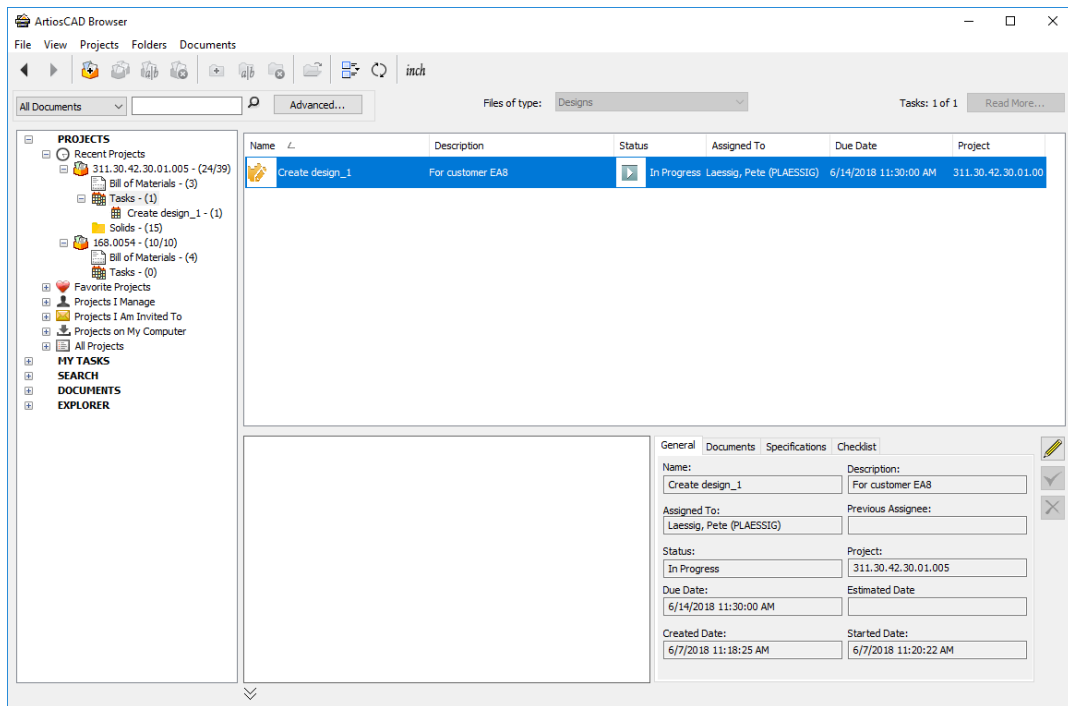 ArtiosCAD Browser
File View Projects Folders Documents
a|b a|b inch
All Documents Advanced... Files of type: Designs Tasks: 1 of 1 Read More...
PROJECTS
Recent Projects
311.30.42.30.01.005 - (24/39)
Bill of Materials - (3)
Tasks - (1)
Create design_1 - (1)
Solids - (15)
168.0054 - (10/10)
Bill of Materials - (4)
Tasks - (0)
Favorite Projects
Projects I Manage
Projects I Am Invited To
Projects on My Computer
All Projects
MY TASKS
SEARCH
DOCUMENTS
EXPLORER
Name Description Status Assigned To Due Date Project
Create design_1 For customer EA8 In Progress Laessig, Pete (PLAESSIG) 6/14/2018 11:30:00 AM 311.30.42.30.01.00
General Documents Specifications Checklist
Name: Description:
Create design_1 For customer EA8
Assigned To: Previous Assignee:
Laessig, Pete (PLAESSIG)
Status: Project:
In Progress 311.30.42.30.01.005
Due Date: Estimated Date
6/14/2018 11:30:00 AM
Created Date: Started Date:
6/7/2018 11:18:25 AM 6/7/2018 11:20:22 AM